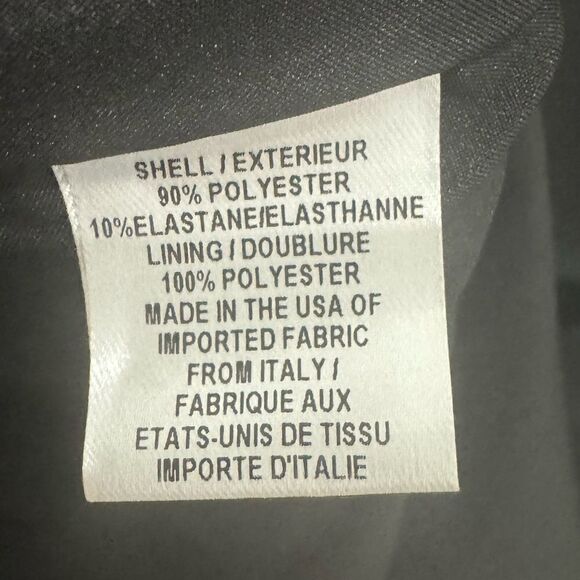 SHELL / EXTERIEUR
90% POLYESTER
10%ELASTANE/ELASTHANNE
LINING / DOUBLURE
100% POLYESTER
MADE IN THE USA OF
IMPORTED FABRIC
FROM ITALY /
FABRIQUE AUX
ETATS-UNIS DE TISSU
IMPORTE D'ITALIE